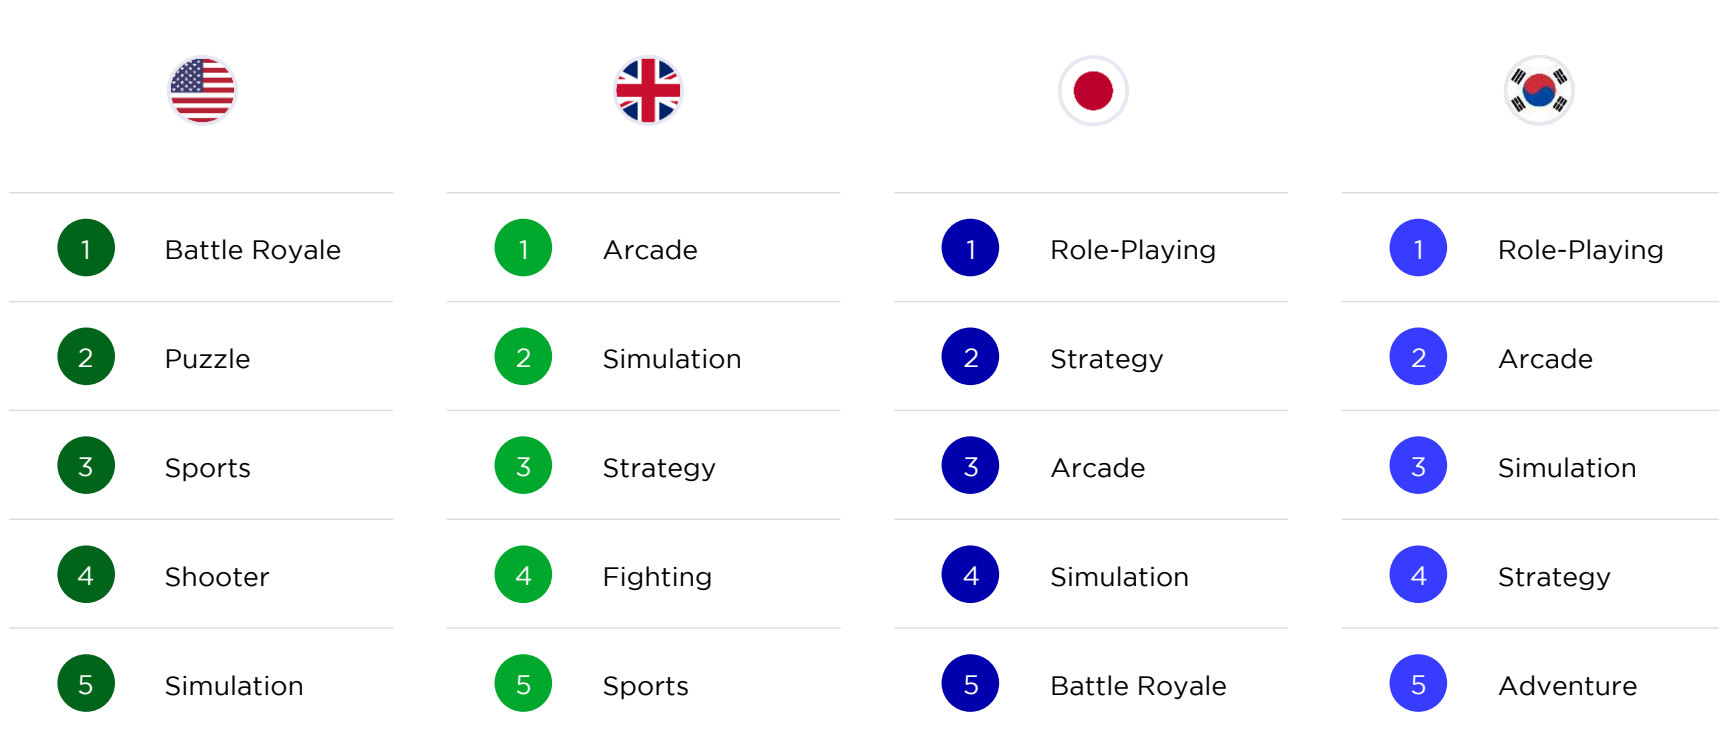 1 Battle Royale
2 Puzzle
3 Sports
4 Shooter
5 Simulation
1 Arcade
2 Simulation
3 Strategy
4 Fighting
5 Sports
1 Role-Playing
2 Strategy
3 Arcade
4 Simulation
5 Battle Royale
1 Role-Playing
2 Arcade
3 Simulation
4 Strategy
5 Adventure